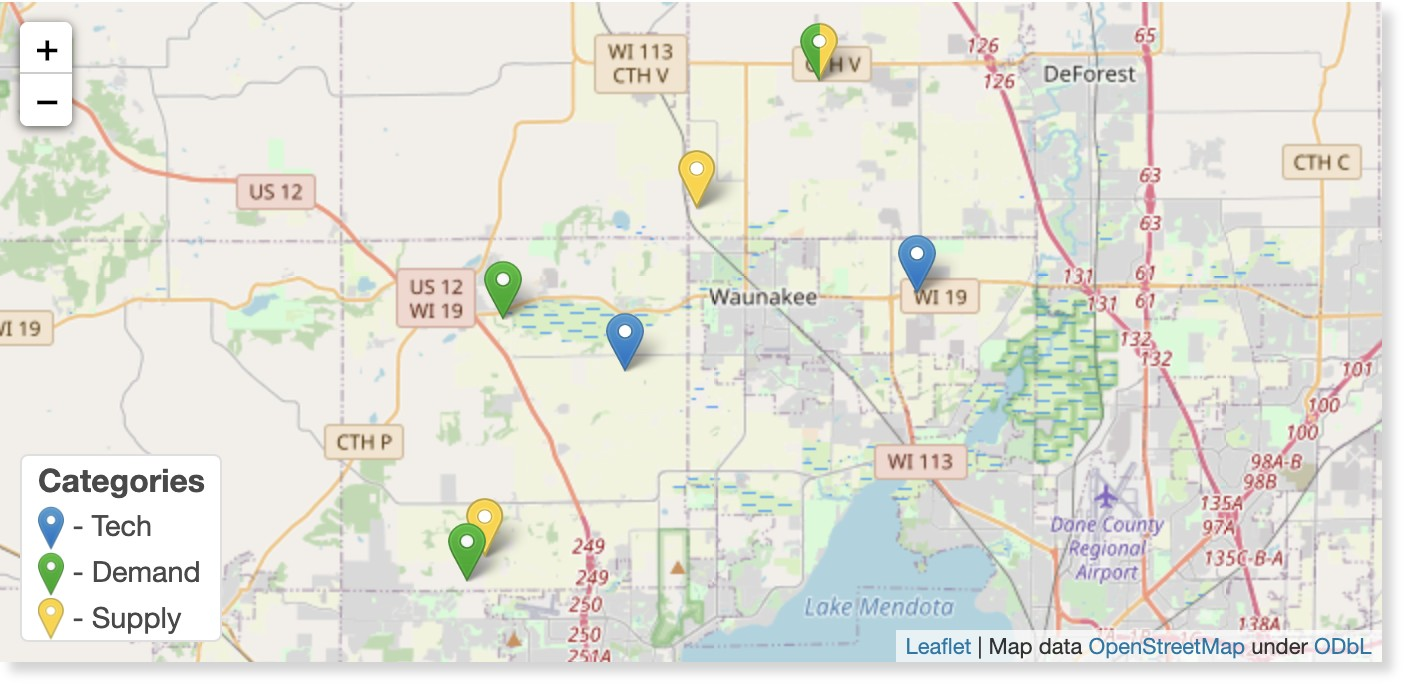 +
−
WI 113
CTH V
H V
126
126
65
DeForest
CTH C
US 12
63
63
US 12
WI 19
Waunakee
WI 19
131
131
61
61
WI 19
132
132
101
100
100
CTH P
WI 113
98A-B
98B
135A
97A
135C-B-A
Dane County
Regional
Airport
249
249
250
250
251A
Lake Mendota
138A
Categories
- Tech
- Demand
- Supply
Leaflet | Map data OpenStreetMap under ODbL